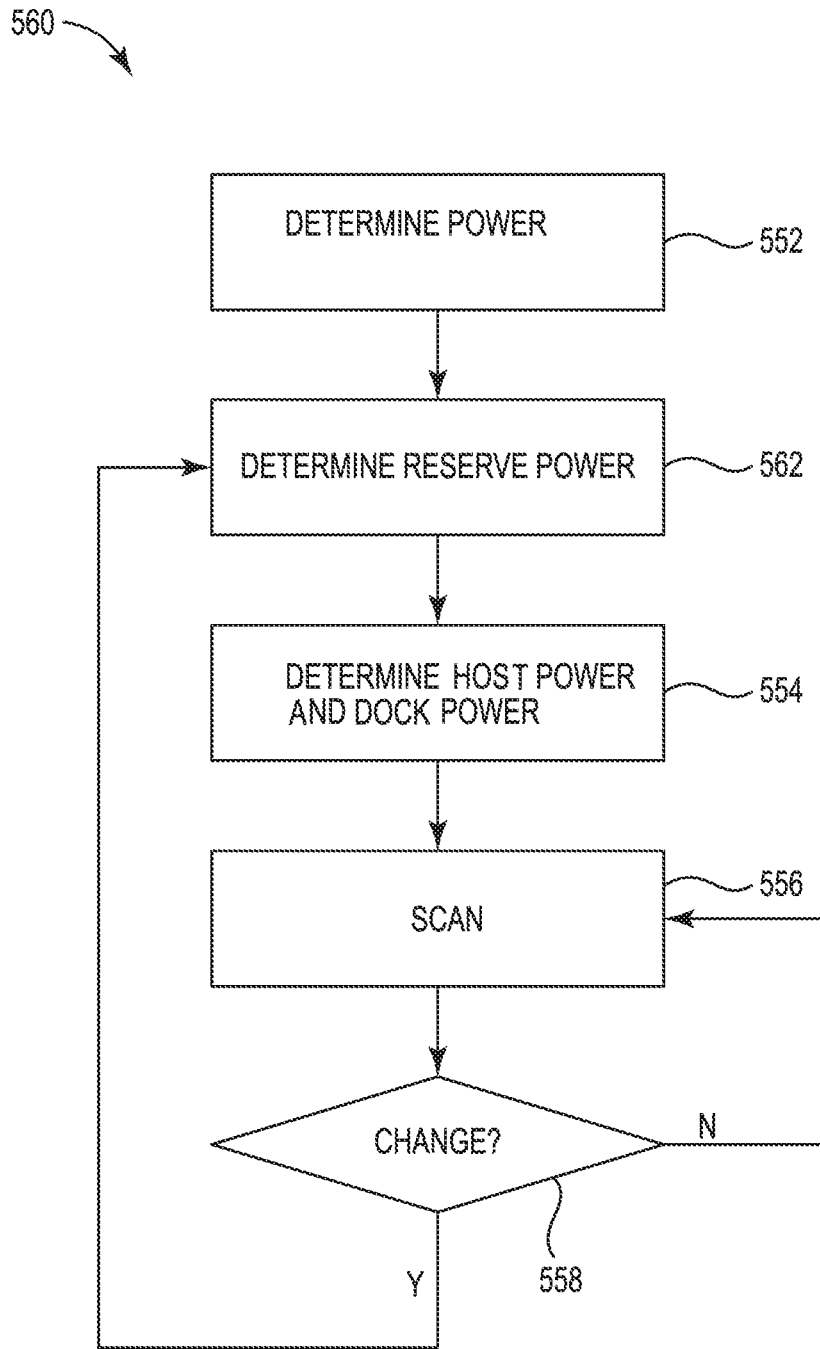 560
DETERMINE POWER
552
DETERMINE RESERVE POWER
562
DETERMINE HOST POWER
AND DOCK POWER
554
SCAN
556
CHANGE?
N
558
Y